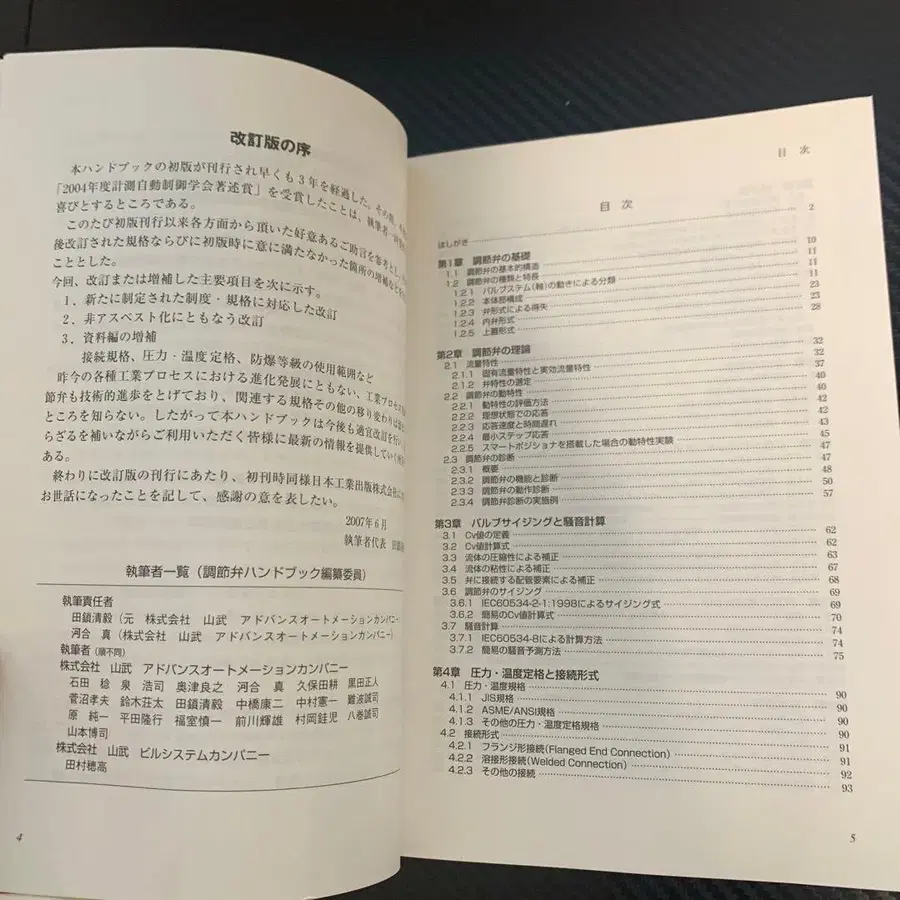 改訂版の序
本ハンドブックの初版が刊行され早くも3年を経過した。その間、
「2004年度計測自動制御学会著述賞」を受賞したことは、執筆者一同
喜びとするところである。
このたび初版刊行以来各方面から頂いた好意あるご助言を参考とし、
後改訂された規格ならびに初版時に意に満たなかった箇所の増補など
こととした。
今回、改訂または増補した主要項目を次に示す。
1．新たに制定された制度・規格に対応した改訂
2．非アスベスト化にともなう改訂
3．資料編の増補
接続規格、圧力・温度定格、防爆等級の使用範囲など
昨今の各種工業プロセスにおける進化発展にともない、工業プロセス
節弁も技術的進歩をとげており、関連する規格その他の移り変わりは
ところを知らない。したがって本ハンドブックは今後も適宜改訂を行い
らざるを補いながらご利用いただく皆様に最新の情報を提供してい
ある。
終わりに改訂版の刊行にあたり、初刊時同様日本工業出版株式会社
お世話になったことを記して、感謝の意を表したい。
2007年6月
執筆者代表
執筆者一覧（調節弁ハンドブック編纂委員）
執筆責任者
田鎖清毅（元 株式会社 山武 アドバンスオートメーションカンパニー
河合 真（株式会社 山武 アドバンスオートメーションカンパニー）
執筆者（順不同）
株式会社 山武 アドバンスオートメーションカンパニー
石田 稔 泉 浩司 奥津良之 河合 真 久保田耕 黒田正人
菅沼孝夫 鈴木荘太 田鎖清毅 中橋康二 中村憲一 難波誠司
原 純一 平田隆行 福室慎一 前川輝雄 村岡鉦児 八巻誠司
山本博司
株式会社 山武 ビルシステムカンパニー
田村穂高
4
目 次
目 次
はしがき 2
第1章 調節弁の基礎
1.1 調節弁の基本的構造 10
1.2 調節弁の種類と特長 11
1.2.1 バルブステム(軸)の動きによる分類 11
1.2.2 本体部構成 11
1.2.3 弁形式による得失 23
1.2.4 内弁形式 23
1.2.5 上蓋形式 28
第2章 調節弁の理論
2.1 流量特性 32
2.1.1 固有流量特性と実効流量特性 32
2.1.2 弁特性の選定 37
2.2 調節弁の動特性 40
2.2.1 動特性の評価方法 40
2.2.2 理想状態での応答 42
2.2.3 応答速度と時間遅れ 42
2.2.4 最小ステップ応答 43
2.2.5 スマートポジショナを搭載した場合の動特性実験 45
2.3 調節弁の診断 47
2.3.1 概要 47
2.3.2 調節弁の機能と診断 48
2.3.3 調節弁の動作診断 50
2.3.4 調節弁診断の実施例 57
第3章 バルブサイジングと騒音計算
3.1 Cv値の定義 62
3.2 Cv値計算式 62
3.3 流体の圧縮性による補正 63
3.4 流体の粘性による補正 67
3.5 弁に接続する配管要素による補正 68
3.6 調節弁のサイジング 69
3.6.1 IEC60534-2-1:1998によるサイジング式 69
3.6.2 簡易のCv値計算式 70
3.7 騒音計算 74
3.7.1 IEC60534-8による計算方法 74
3.7.2 簡易の騒音予測方法 75
第4章 圧力・温度定格と接続形式
4.1 圧力・温度規格 90
4.1.1 JIS規格 90
4.1.2 ASME/ANSI規格 90
4.1.3 その他の圧力・温度定格規格 90
4.2 接続形式 91
4.2.1 フランジ形接続(Flanged End Connection) 91
4.2.2 溶接形接続(Welded Connection) 92
4.2.3 その他の接続 93
5